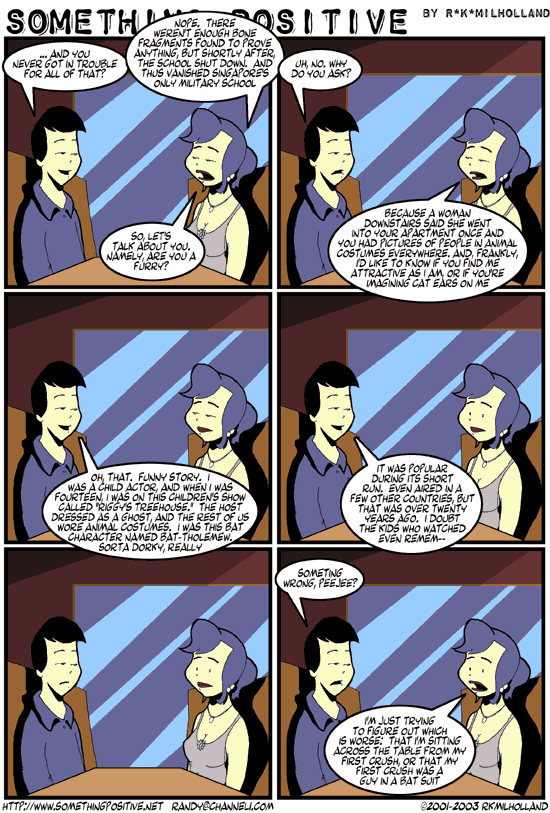 SOMETHING POSITIVE
BY R*K*MILHOLLAND
... AND YOU
NEVER GOT IN TROUBLE
FOR ALL OF THAT?
NOPE. THERE
WEREN'T ENOUGH BONE
FRAGMENTS FOUND TO PROVE
ANYTHING, BUT SHORTLY AFTER,
THE SCHOOL SHUT DOWN. AND
THUS VANISHED SINGAPORE'S
ONLY MILITARY SCHOOL
SO, LET'S
TALK ABOUT YOU.
NAMELY, ARE YOU A
FURRY?
UH, NO. WHY
DO YOU ASK?
BECAUSE A WOMAN
DOWNSTAIRS SAID SHE WENT
INTO YOUR APARTMENT ONCE AND
YOU HAD PICTURES OF PEOPLE IN ANIMAL
COSTUMES EVERYWHERE. AND, FRANKLY,
I'D LIKE TO KNOW IF YOU FIND ME
ATTRACTIVE AS I AM, OR IF YOU'RE
IMAGINING CAT EARS ON ME
OH, THAT. FUNNY STORY. I
WAS A CHILD ACTOR, AND WHEN I WAS
FOURTEEN, I WAS ON THIS CHILDREN'S SHOW
CALLED "RIGGY'S TREEHOUSE." THE HOST
DRESSED AS A GHOST, AND THE REST OF US
WORE ANIMAL COSTUMES. I WAS THIS BAT
CHARACTER NAMED BAT-THOLEMEW.
SORTA DORKY, REALLY
IT WAS POPULAR
DURING ITS SHORT
RUN. EVEN AIRED IN A
FEW OTHER COUNTRIES, BUT
THAT WAS OVER TWENTY
YEARS AGO. I DOUBT
THE KIDS WHO WATCHED
EVEN REMEM--
SOMETING
WRONG, PEEJEE?
I'M JUST TRYING
TO FIGURE OUT WHICH
IS WORSE: THAT I'M SITTING
ACROSS THE TABLE FROM MY
FIRST CRUSH, OR THAT MY
FIRST CRUSH WAS A
GUY IN A BAT SUIT
HTTP://WWW.SOMETHINGPOSITIVE.NET RANDY@CHANNELI.COM ©2001-2003 RKMILHOLLAND